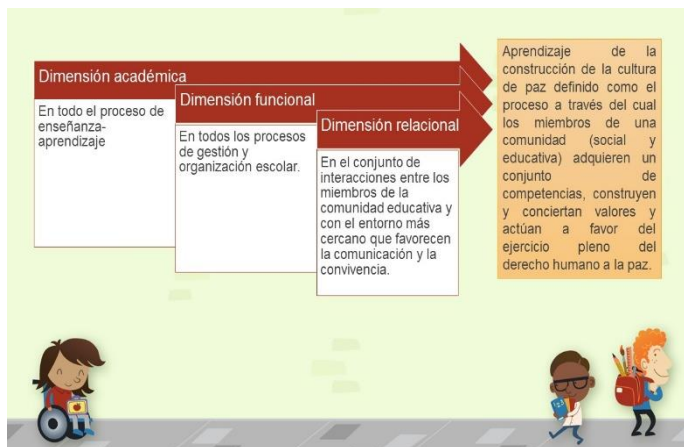 Dimensión académica
En todo el proceso de
enseñanza-
aprendizaje
Dimensión funcional
En todos los procesos
de gestión y
organización escolar.
Dimensión relacional
En el conjunto de
interacciones entre los
miembros de la
comunidad educativa y
con el entorno más
cercano que favorecen
la comunicación y la
convivencia.
Aprendizaje de la
construcción de la cultura
de paz definido como el
proceso a través del cual
los miembros de una
comunidad (social y
educativa) adquieren un
conjunto de
competencias, construyen
y conciertan valores y
actúan a favor del
ejercicio pleno del
derecho humano a la paz.